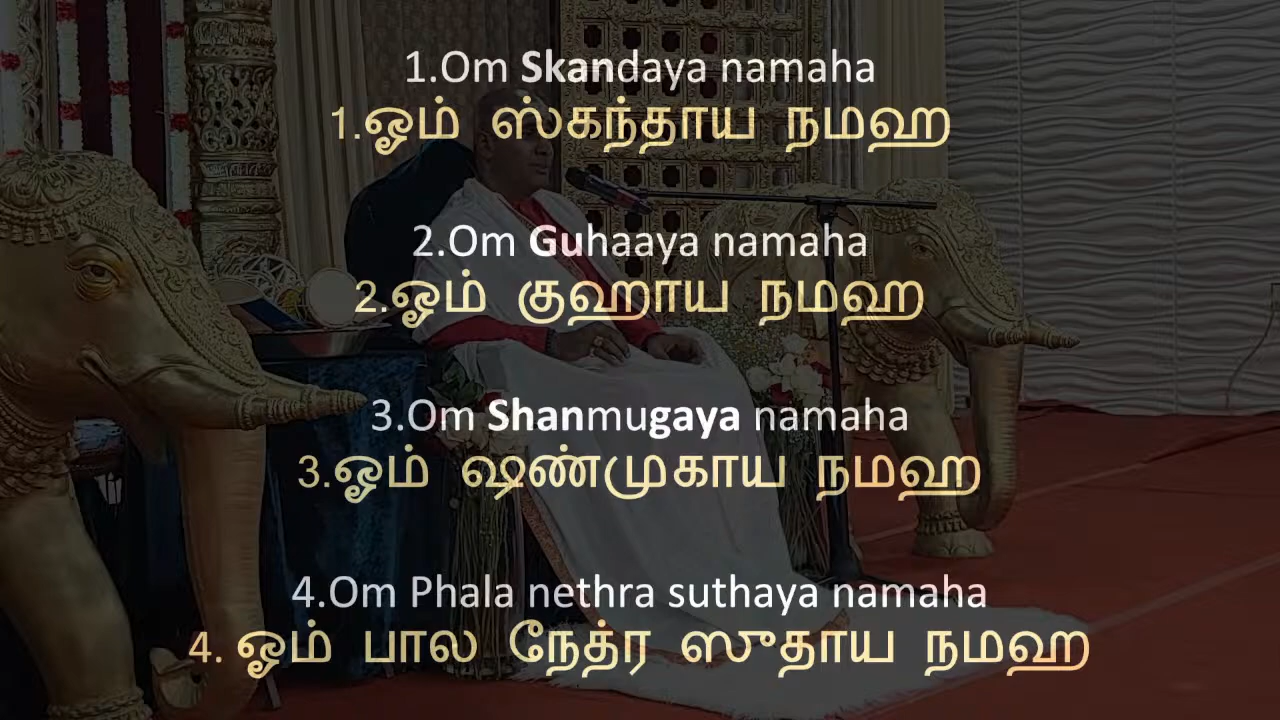 1.Om Skandaya namaha
1.ஓம் ஸ்கந்தாய நமஹ
2.Om Guhaaya namaha
2.ஓம் குஹாய நமஹ
3.Om Shanmugaya namaha
3.ஓம் ஷண்முகாய நமஹ
4.Om Phala nethra suthaya namaha
4. ஓம் பால நேத்ர ஸுதாய நமஹ